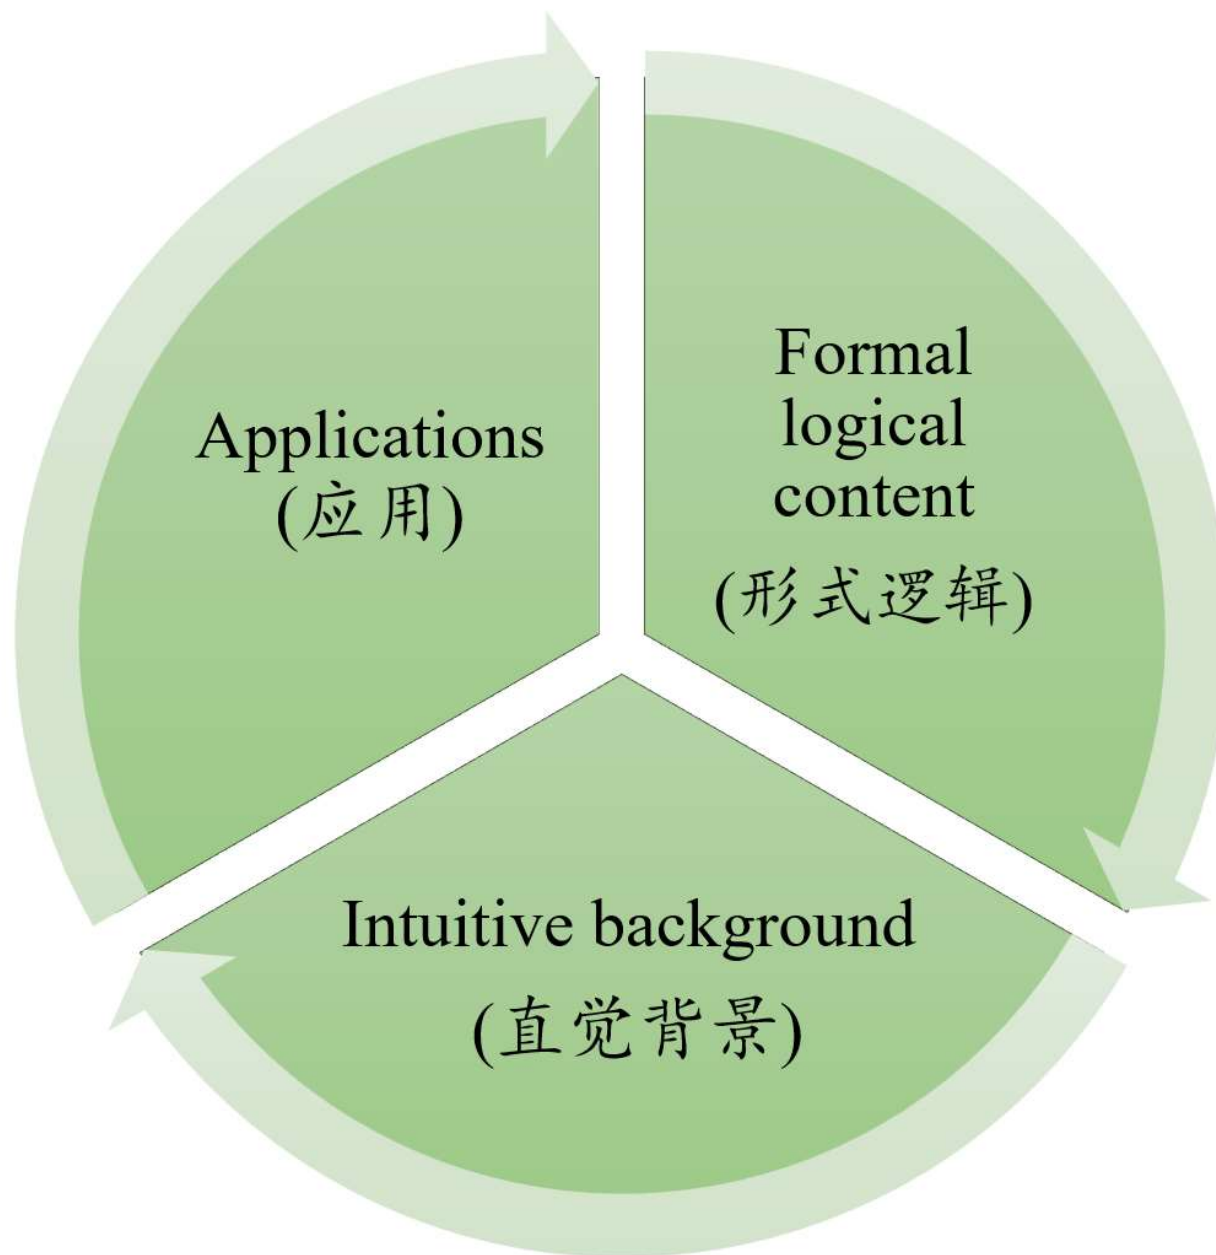 Applications
(应用)
Formal
logical
content
(形式逻辑)
Intuitive background
(直觉背景)